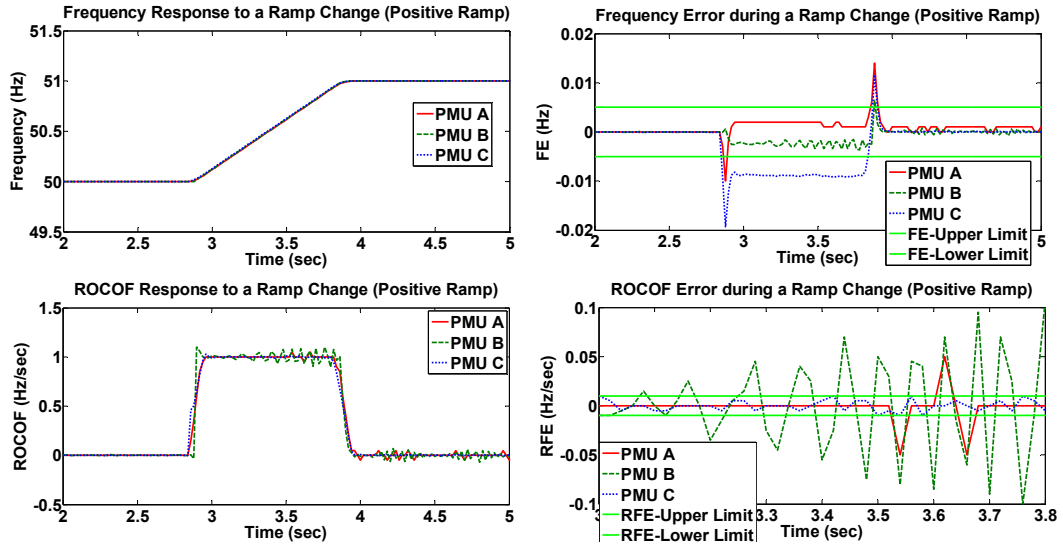 Frequency Response to a Ramp Change (Positive Ramp)
51.5
51
50.5
50
49.5
Frequency (Hz)
2 2.5 3 3.5 4 4.5 5
Time (sec)
PMU A
PMU B
PMU C
Frequency Error during a Ramp Change (Positive Ramp)
0.02
0.01
0
-0.01
-0.02
FE (Hz)
2 2.5 3 3.5 4 4.5 5
Time (sec)
PMU A
PMU B
PMU C
FE-Upper Limit
FE-Lower Limit
ROCOF Response to a Ramp Change (Positive Ramp)
1.5
1
0.5
0
-0.5
ROCOF (Hz/sec)
2 2.5 3 3.5 4 4.5 5
Time (sec)
PMU A
PMU B
PMU C
ROCOF Error during a Ramp Change (Positive Ramp)
0.1
0.05
0
-0.05
-0.1
RFE (Hz/sec)
3.3 3.4 3.5 3.6 3.7 3.8
Time (sec)
PMU A
PMU B
PMU C
RFE-Upper Limit
RFE-Lower Limit